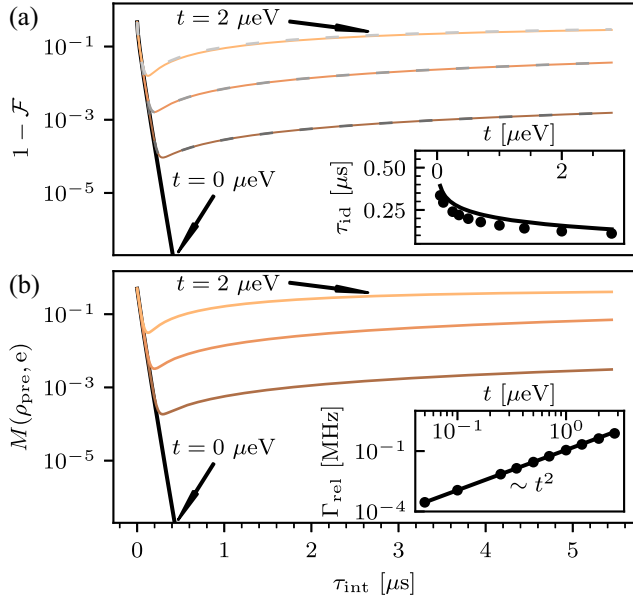 (a)
t = 2 μeV
10⁻¹
10⁻³
10⁻⁵
1 − ℱ
t = 0 μeV
t [μeV]
0
2
0.50
0.25
τ_id [μs]
(b)
t = 2 μeV
10⁻¹
10⁻³
10⁻⁵
M(ρ_pre, e)
t = 0 μeV
t [μeV]
10⁻¹
10⁰
10⁻¹
10⁻⁴
Γ_rel [MHz]
∼ t²
0 1 2 3 4 5
τ_int [μs]